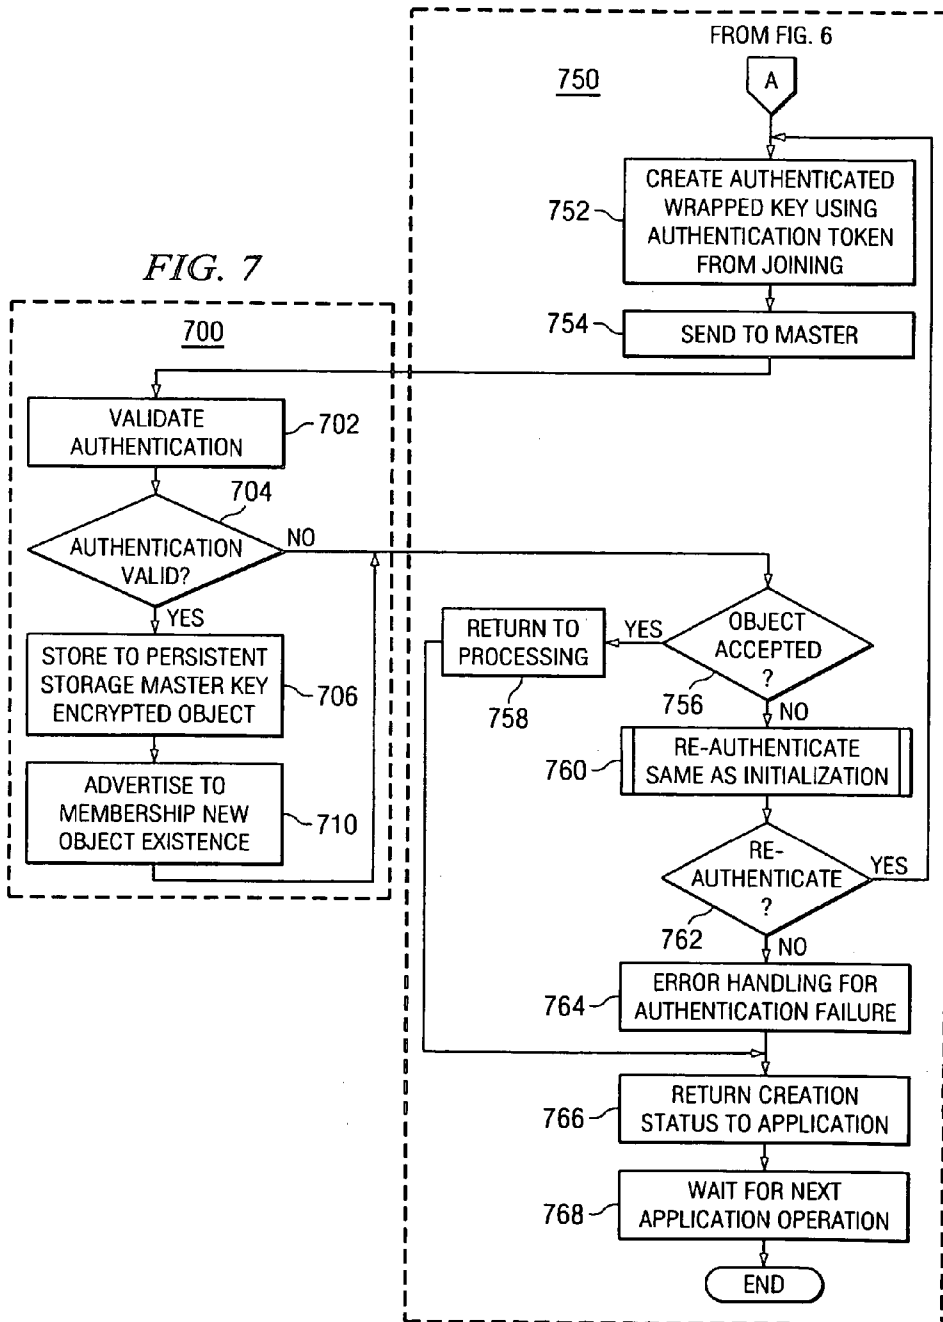 FROM FIG. 6
A
750
CREATE AUTHENTICATED
WRAPPED KEY USING
AUTHENTICATION TOKEN
FROM JOINING
752
SEND TO MASTER
754
FIG. 7
700
VALIDATE
AUTHENTICATION
702
704
AUTHENTICATION
VALID?
NO
YES
STORE TO PERSISTENT
STORAGE MASTER KEY
ENCRYPTED OBJECT
706
ADVERTISE TO
MEMBERSHIP NEW
OBJECT EXISTENCE
710
OBJECT
ACCEPTED
?
756
YES
RETURN TO
PROCESSING
758
NO
RE-AUTHENTICATE
SAME AS INITIALIZATION
760
RE-
AUTHENTICATE
?
762
YES
NO
ERROR HANDLING FOR
AUTHENTICATION FAILURE
764
RETURN CREATION
STATUS TO APPLICATION
766
WAIT FOR NEXT
APPLICATION OPERATION
768
END